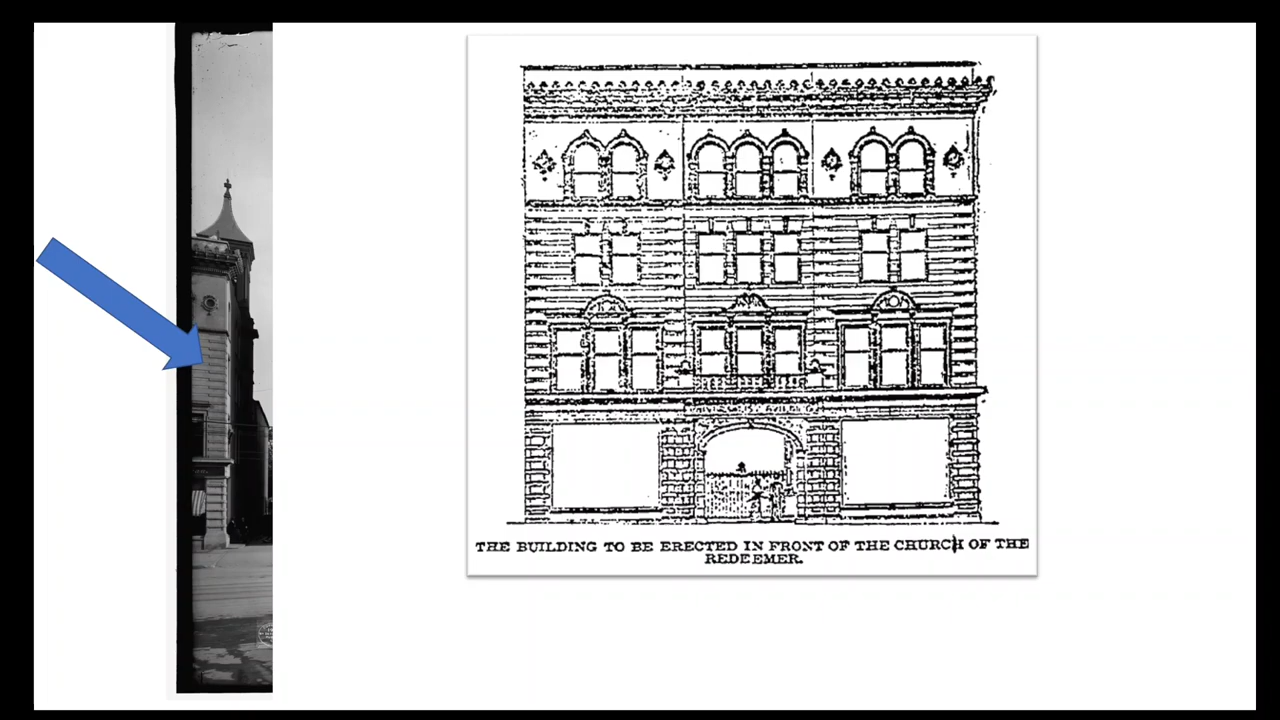 THE BUILDING TO BE ERECTED IN FRONT OF THE CHURCH OF THE
REDEEMER.